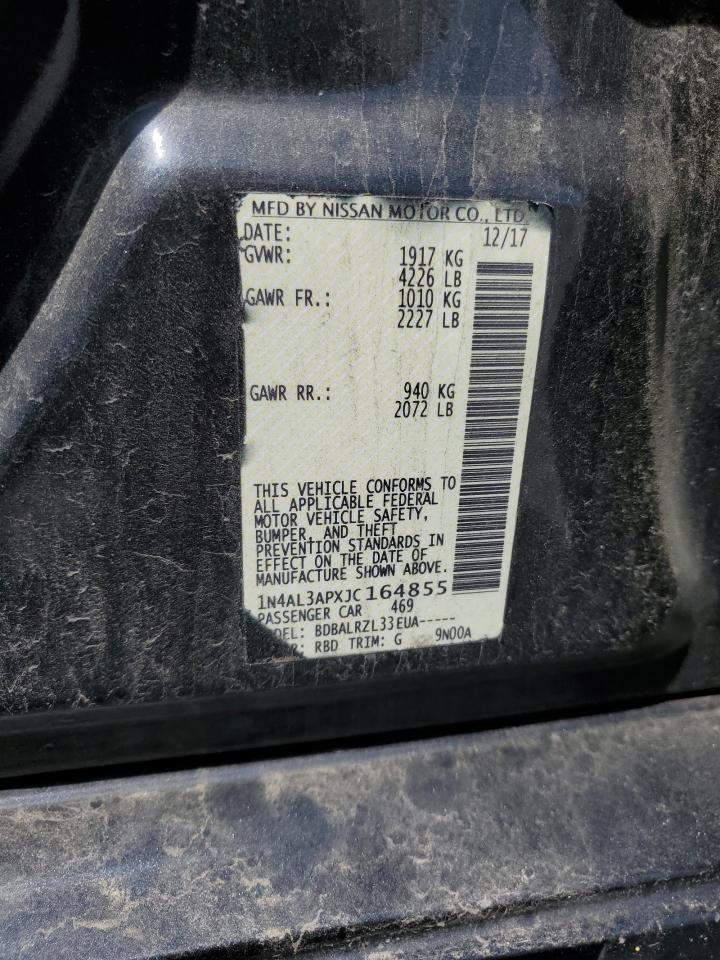 MFD BY NISSAN MOTOR CO., LTD.
DATE: 12/17
GVWR: 1917 KG
4226 LB
GAWR FR.: 1010 KG
2227 LB
GAWR RR.: 940 KG
2072 LB
THIS VEHICLE CONFORMS TO
ALL APPLICABLE FEDERAL
MOTOR VEHICLE SAFETY,
BUMPER, AND THEFT
PREVENTION STANDARDS IN
EFFECT ON THE DATE OF
MANUFACTURE SHOWN ABOVE.
1N4AL3APXJC164855
PASSENGER CAR 469
BDBALRZL33EUA-----
RBD TRIM: G 9N00A